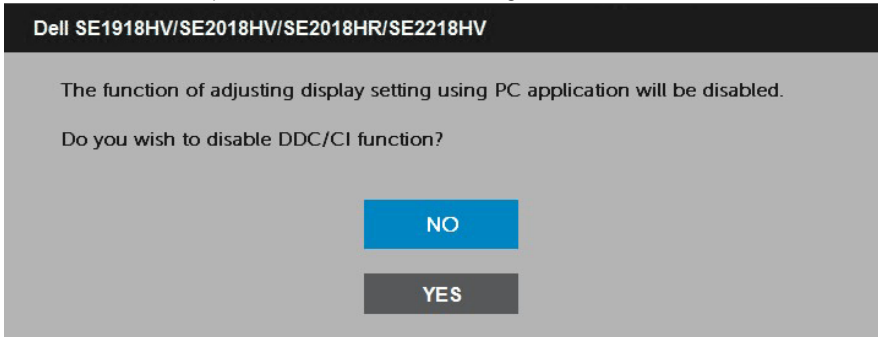 Dell SE1918HV/SE2018HV/SE2018HR/SE2218HV
The function of adjusting display setting using PC application will be disabled.
Do you wish to disable DDC/CI function?
NO
YES